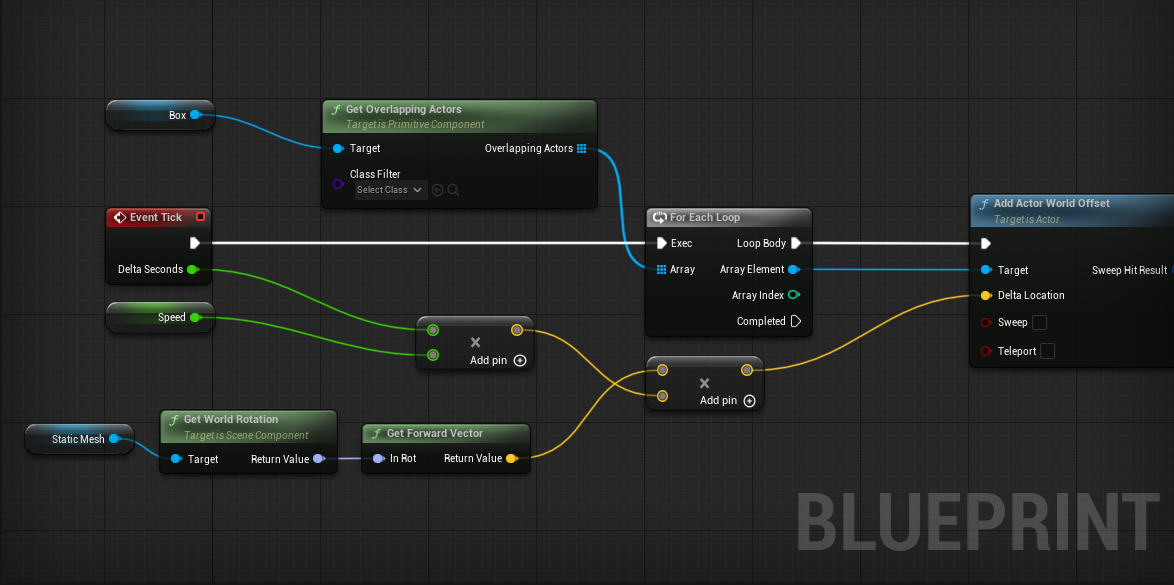 Box
Get Overlapping Actors
Target is Primitive Component
Target
Overlapping Actors
Class Filter
Select Class
Event Tick
Delta Seconds
Speed
×
Add pin
For Each Loop
Exec
Loop Body
Array
Array Element
Array Index
Completed
Add Actor World Offset
Target is Actor
Target
Sweep Hit Result
Delta Location
Sweep
Teleport
×
Add pin
Static Mesh
Get World Rotation
Target is Scene Component
Target
Return Value
Get Forward Vector
In Rot
Return Value
BLUEPRINT